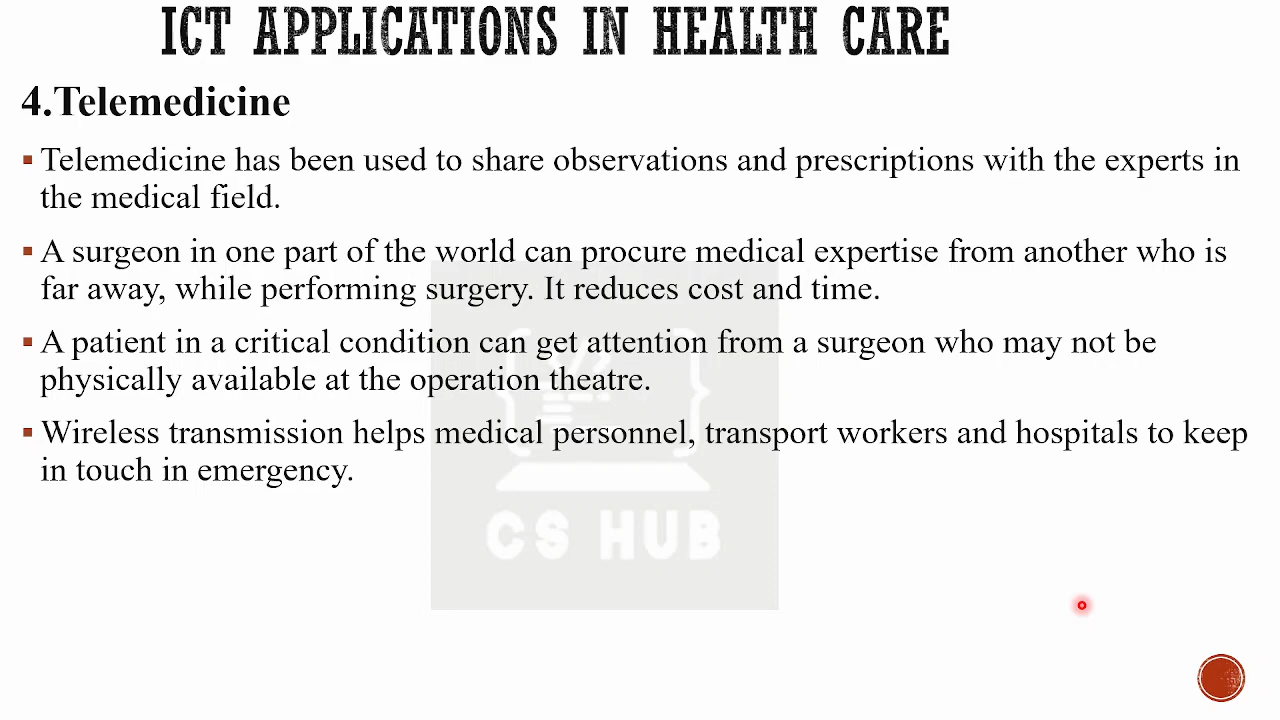 ICT APPLICATIONS IN HEALTH CARE
4.Telemedicine
▪ Telemedicine has been used to share observations and prescriptions with the experts in
the medical field.
▪ A surgeon in one part of the world can procure medical expertise from another who is
far away, while performing surgery. It reduces cost and time.
▪ A patient in a critical condition can get attention from a surgeon who may not be
physically available at the operation theatre.
▪ Wireless transmission helps medical personnel, transport workers and hospitals to keep
in touch in emergency.
CS HUB